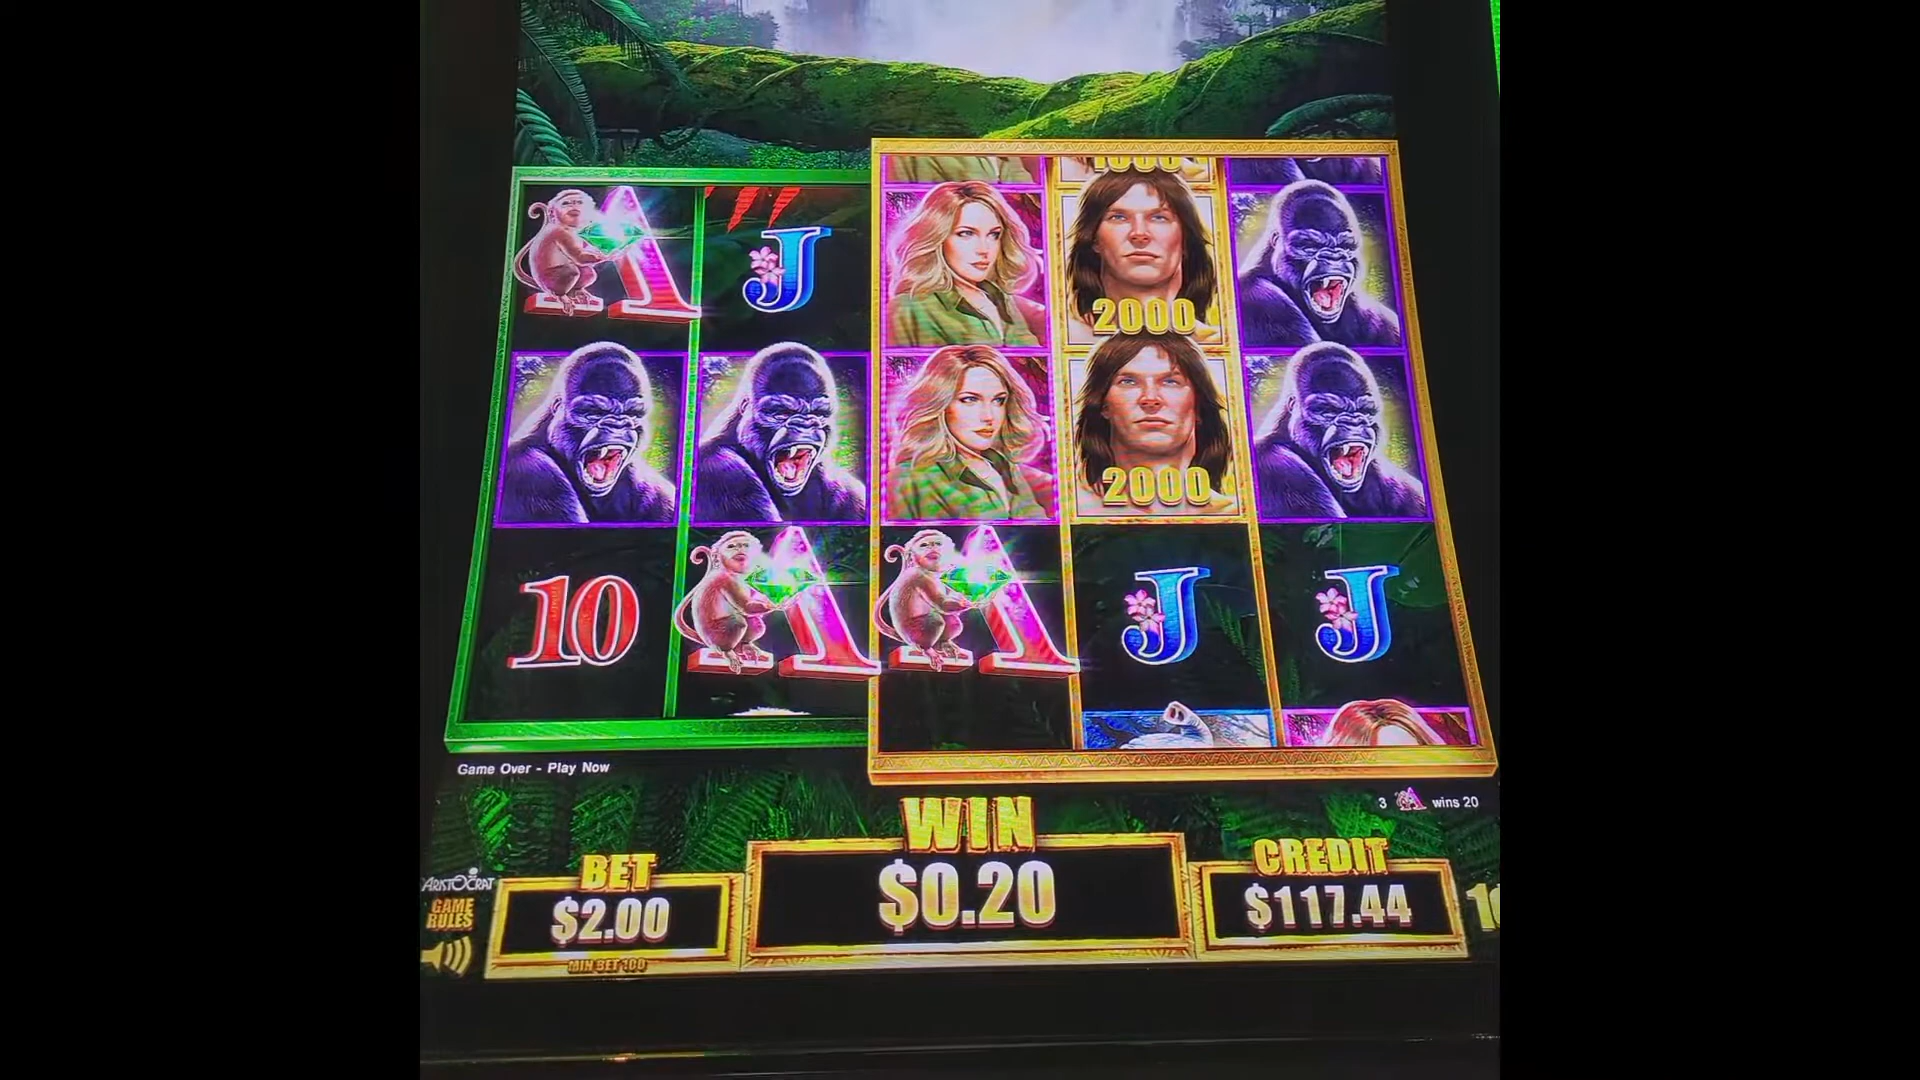 A
J
2000
2000
10
A
A
J
J
Game Over - Play Now
3 A wins 20
WIN
$0.20
BET
$2.00
MIN BET 100
CREDIT
$117.44
ARISTOCRAT
GAME
RULES